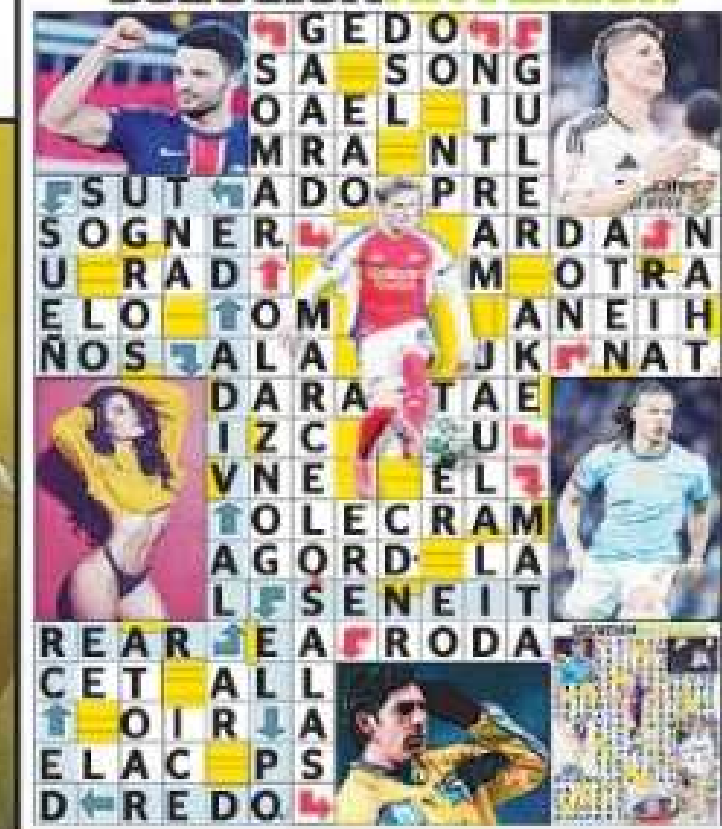 GEDO
SA SONG
OAEL IU
MRA NTL
SUT ADO PRE
SOGNER ARDA N
U RAD M OTRA
ELO OM ANEIH
ÑOS ALA JK NAT
DARA TAE
IZC U
VNE EL
OLECRAM
AGORD LA
L SENEIT
REAR EA RODA
CET ALL
OIR A
ELAC PS
D REDO